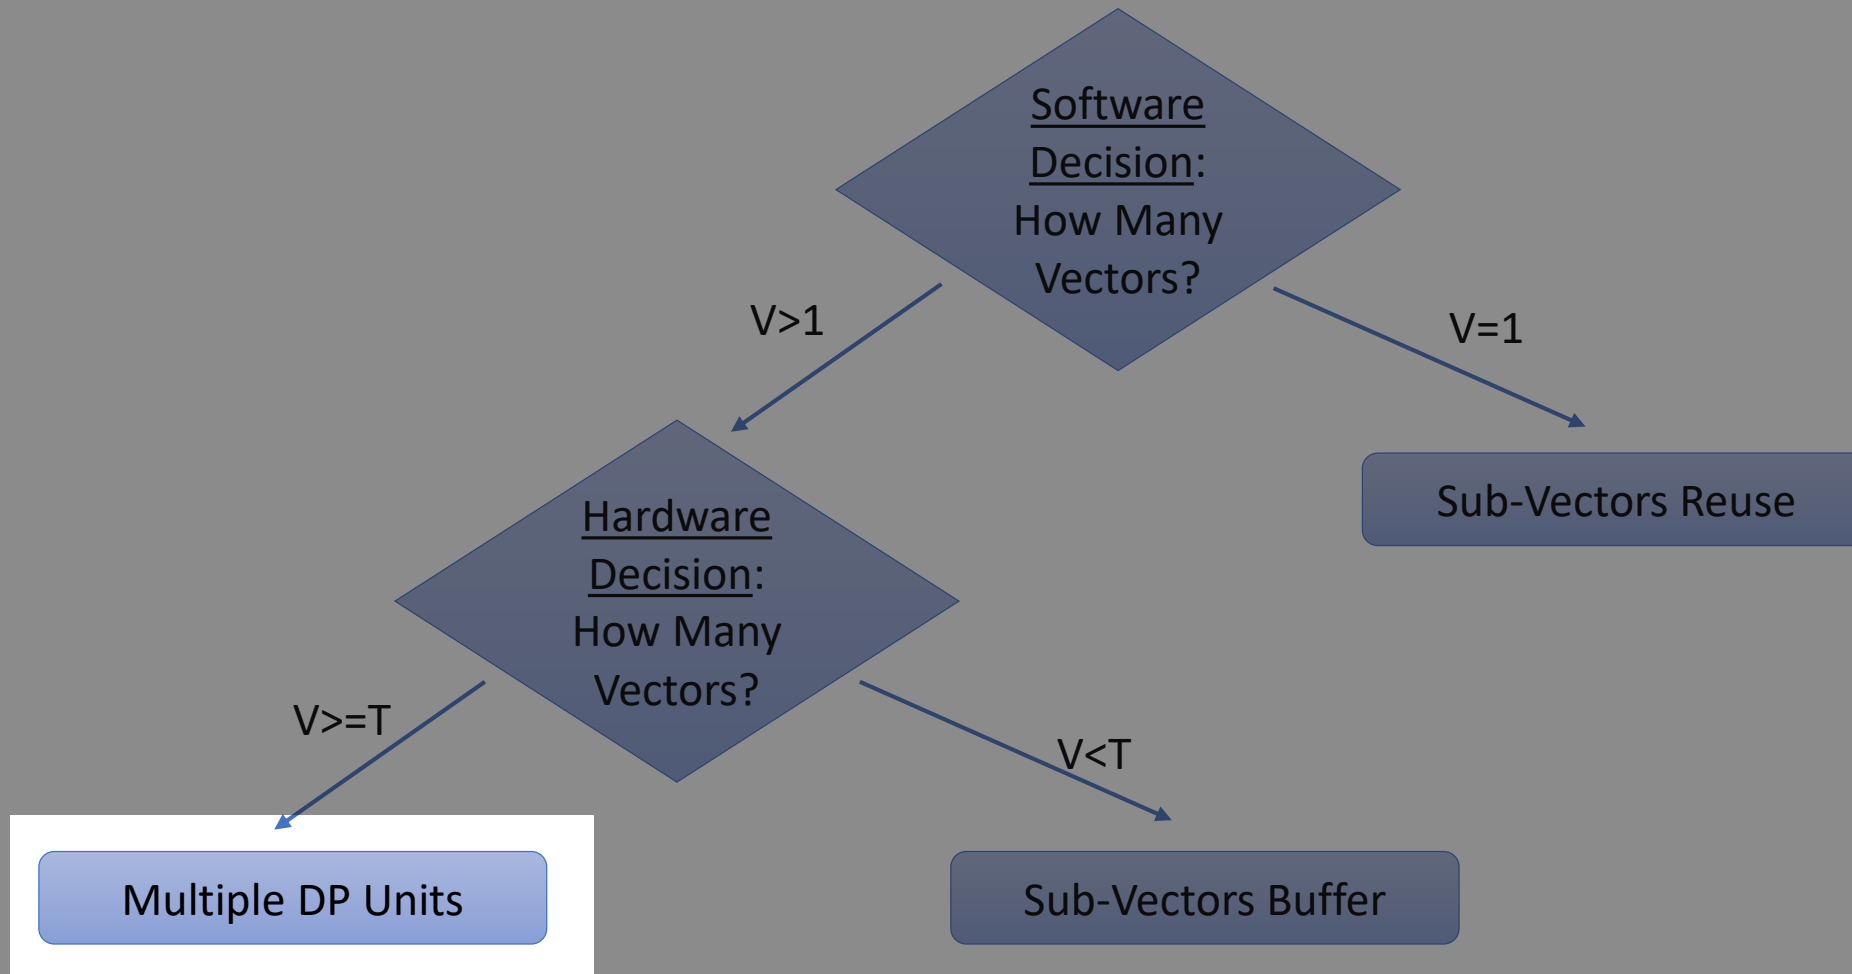 Software
Decision:
How Many
Vectors?
V>1
V=1
Hardware
Decision:
How Many
Vectors?
Sub-Vectors Reuse
V>=T
V<T
Multiple DP Units
Sub-Vectors Buffer